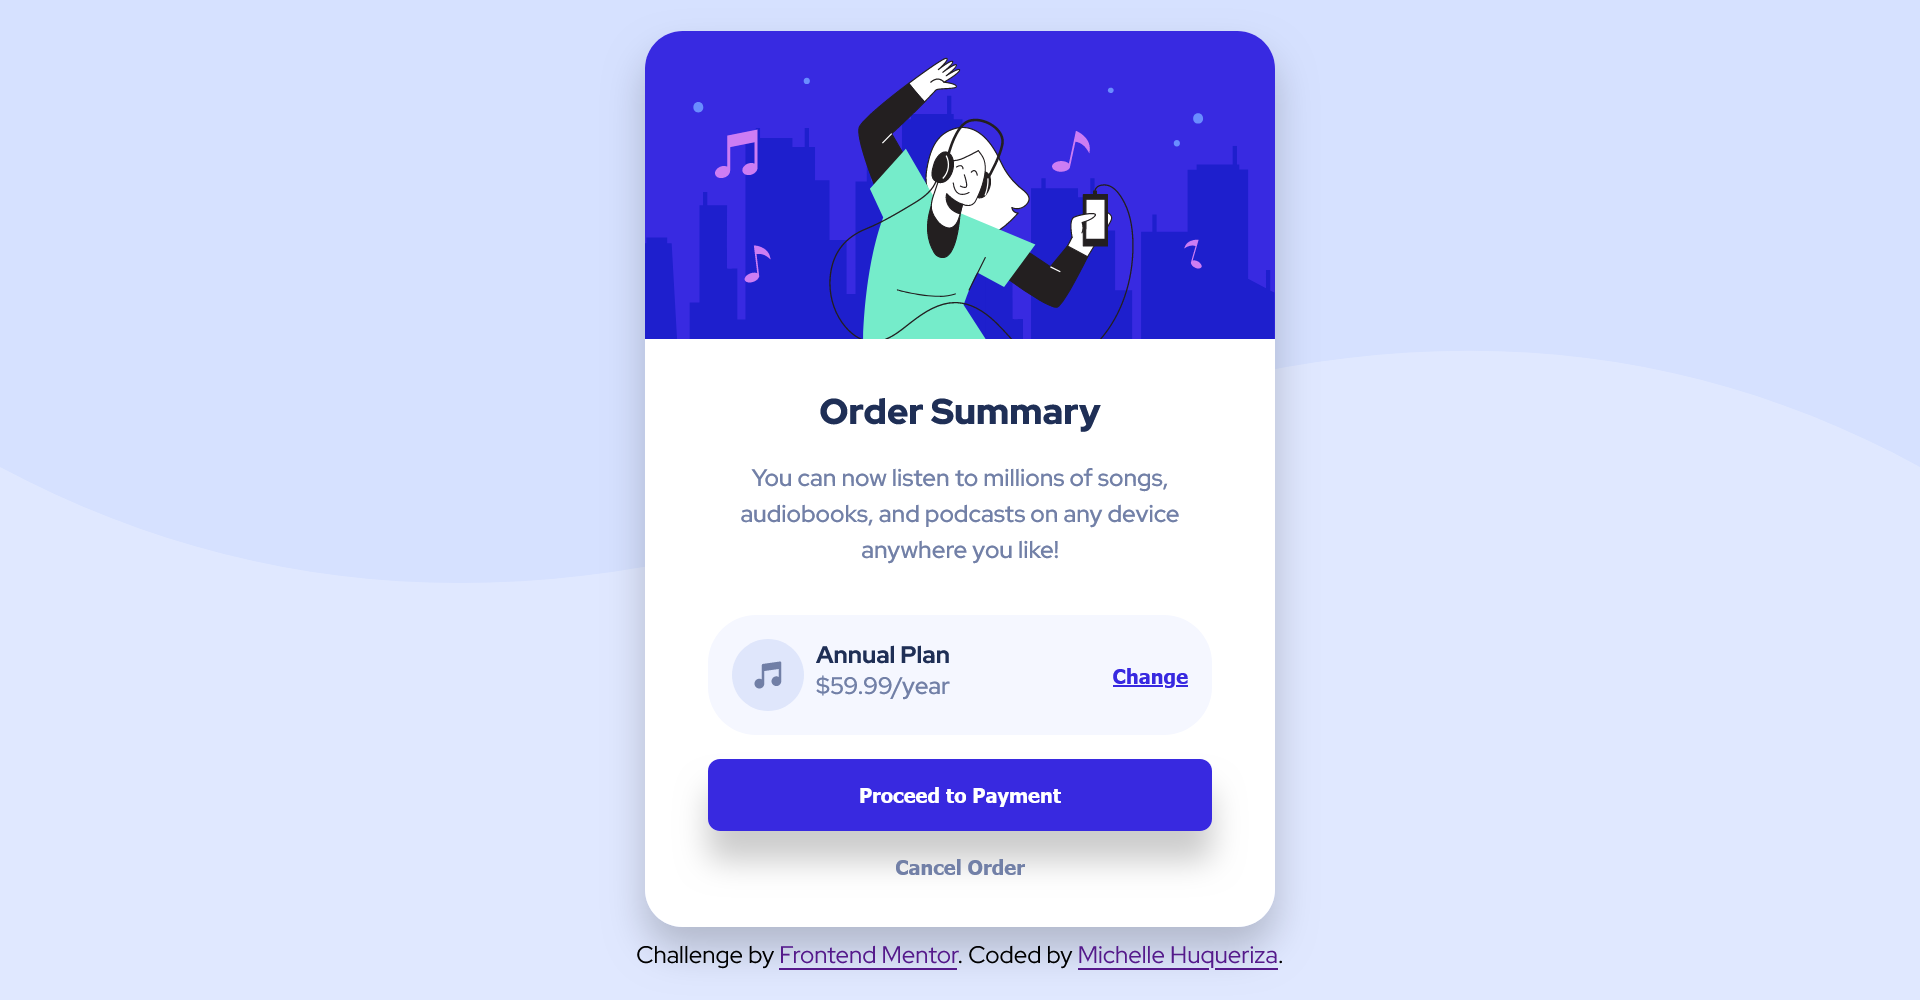 Order Summary
You can now listen to millions of songs,
audiobooks, and podcasts on any device
anywhere you like!
Annual Plan
$59.99/year
Change
Proceed to Payment
Cancel Order
Challenge by Frontend Mentor. Coded by Michelle Huqueriza.